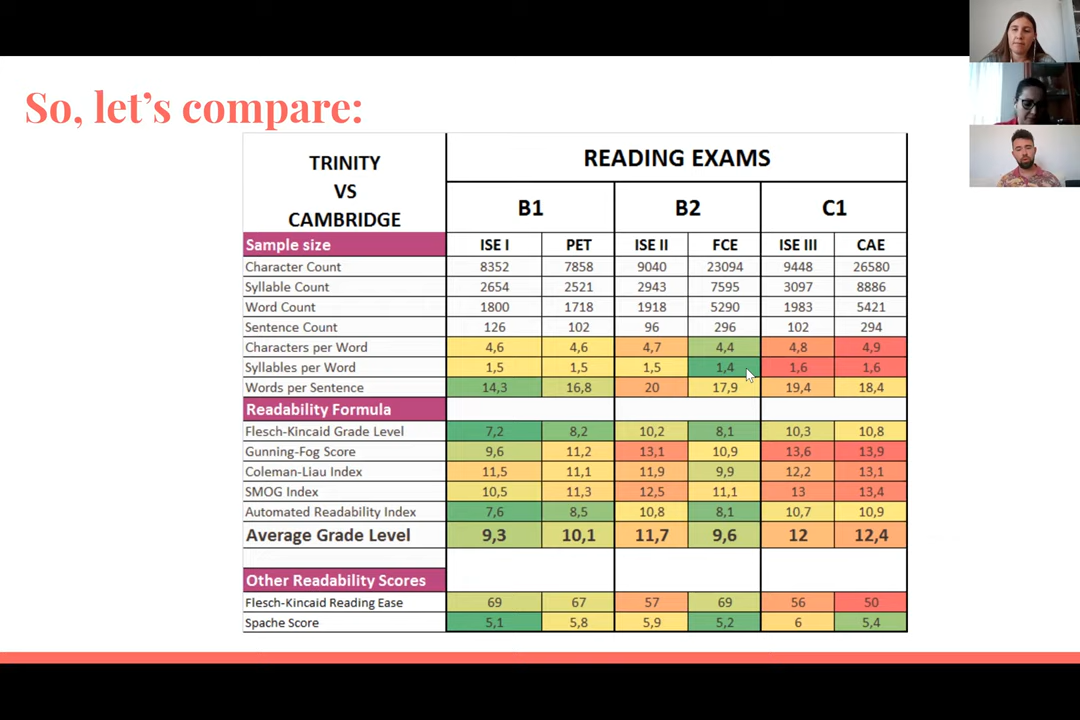 So, let's compare:
TRINITY
VS
CAMBRIDGE
READING EXAMS
B1 B2 C1
Sample size ISE I PET ISE II FCE ISE III CAE
Character Count 8352 7858 9040 23094 9448 26580
Syllable Count 2654 2521 2943 7595 3097 8886
Word Count 1800 1718 1918 5290 1983 5421
Sentence Count 126 102 96 296 102 294
Characters per Word 4,6 4,6 4,7 4,4 4,8 4,9
Syllables per Word 1,5 1,5 1,5 1,4 1,6 1,6
Words per Sentence 14,3 16,8 20 17,9 19,4 18,4
Readability Formula
Flesch-Kincaid Grade Level 7,2 8,2 10,2 8,1 10,3 10,8
Gunning-Fog Score 9,6 11,2 13,1 10,9 13,6 13,9
Coleman-Liau Index 11,5 11,1 11,9 9,9 12,2 13,1
SMOG Index 10,5 11,3 12,5 11,1 13 13,4
Automated Readability Index 7,6 8,5 10,8 8,1 10,7 10,9
Average Grade Level 9,3 10,1 11,7 9,6 12 12,4
Other Readability Scores
Flesch-Kincaid Reading Ease 69 67 57 69 56 50
Spache Score 5,1 5,8 5,9 5,2 6 5,4